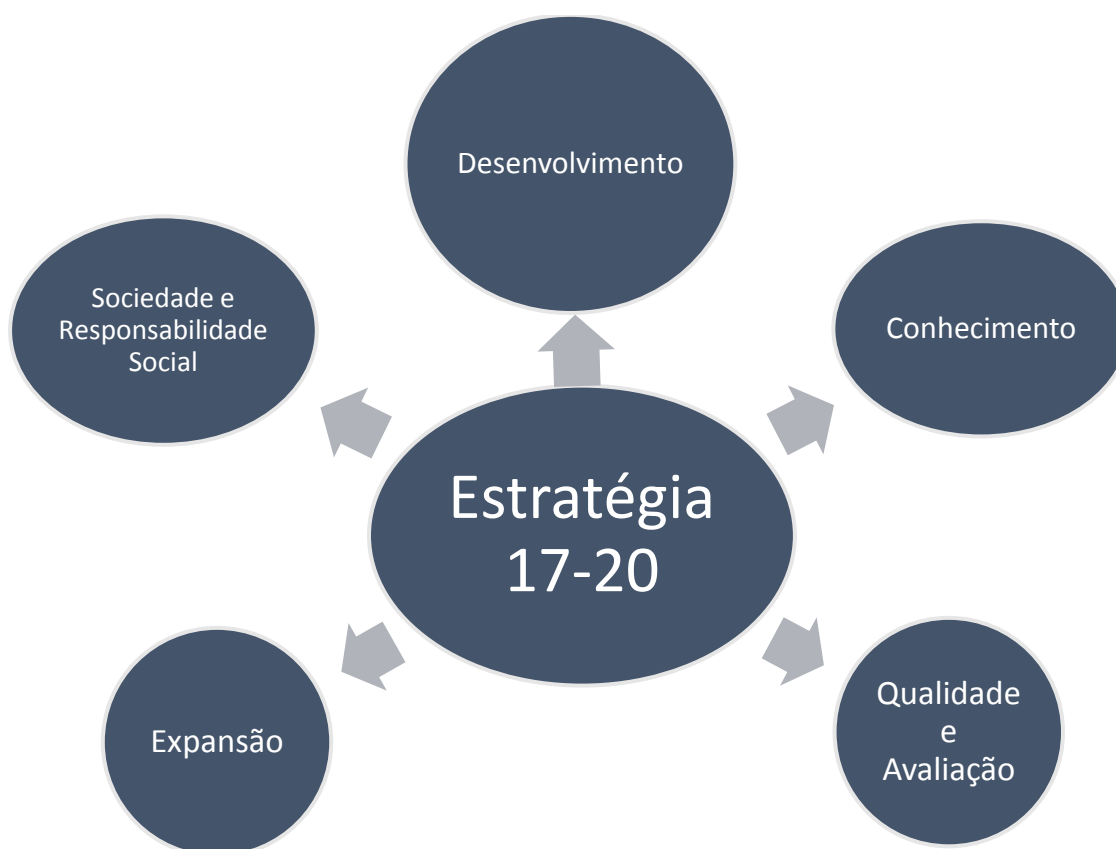 Desenvolvimento
Sociedade e
Responsabilidade
Social
Conhecimento
Estratégia
17-20
Expansão
Qualidade
e
Avaliação